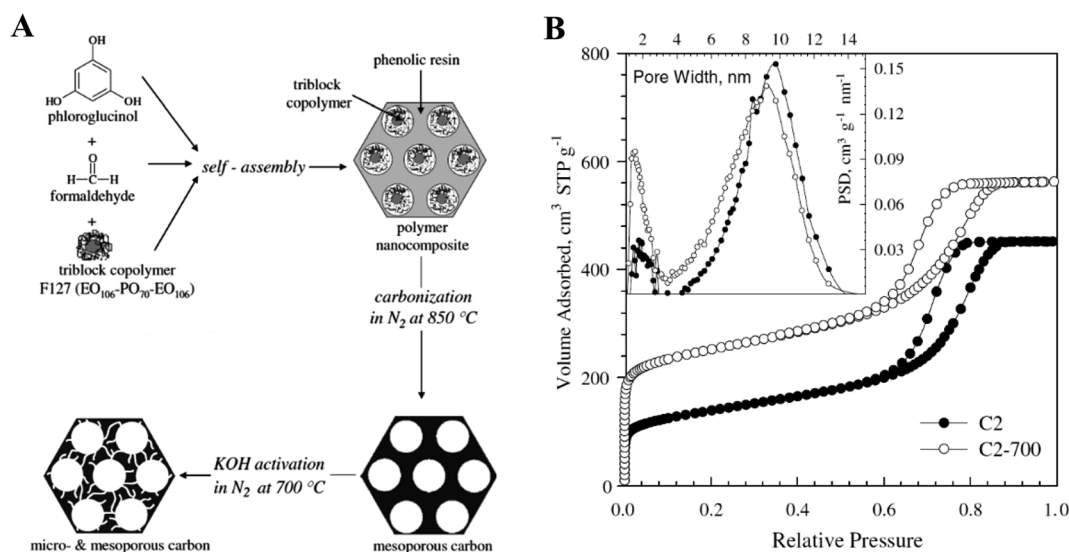 A
OH
HO
OH
phloroglucinol
+
O
H-C-H
formaldehyde
+
triblock copolymer
F127 (EO106-PO70-EO106)
self - assembly
phenolic resin
triblock
copolymer
polymer
nanocomposite
carbonization
in N2 at 850 °C
KOH activation
in N2 at 700 °C
micro- & mesoporous carbon
mesoporous carbon
B
2 4 6 8 10 12 14
Pore Width, nm
0.15
0.12
0.09
0.06
0.03
PSD, cm3 g-1 nm-1
800
600
400
200
0
Volume Adsorbed, cm3 STP g-1
C2
C2-700
0.0 0.2 0.4 0.6 0.8 1.0
Relative Pressure